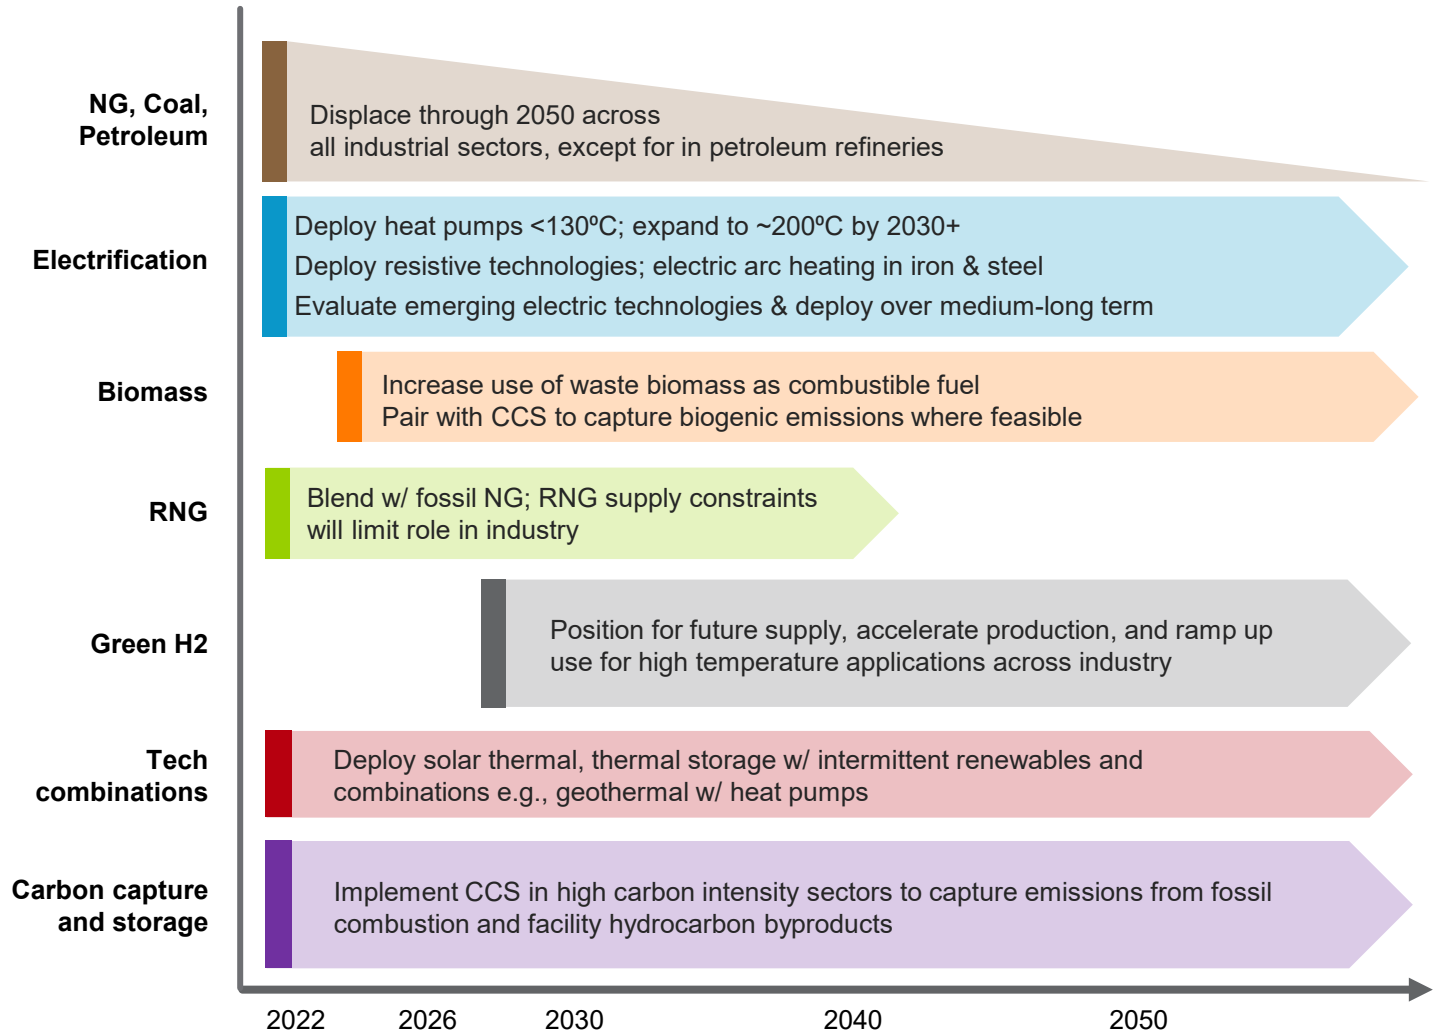 NG, Coal,
Petroleum
Displace through 2050 across
all industrial sectors, except for in petroleum refineries
Electrification
Deploy heat pumps <130⁰C; expand to ~200⁰C by 2030+
Deploy resistive technologies; electric arc heating in iron & steel
Evaluate emerging electric technologies & deploy over medium-long term
Biomass
Increase use of waste biomass as combustible fuel
Pair with CCS to capture biogenic emissions where feasible
RNG
Blend w/ fossil NG; RNG supply constraints
will limit role in industry
Green H2
Position for future supply, accelerate production, and ramp up
use for high temperature applications across industry
Tech
combinations
Deploy solar thermal, thermal storage w/ intermittent renewables and
combinations e.g., geothermal w/ heat pumps
Carbon capture
and storage
Implement CCS in high carbon intensity sectors to capture emissions from fossil
combustion and facility hydrocarbon byproducts
2022 2026 2030 2040 2050